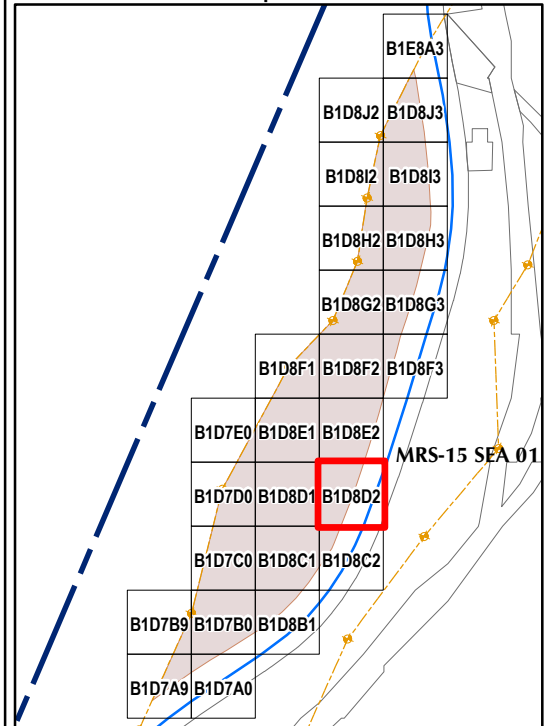 B1E8A3
B1D8J2 B1D8J3
B1D8I2 B1D8I3
B1D8H2 B1D8H3
B1D8G2 B1D8G3
B1D8F1 B1D8F2 B1D8F3
B1D7E0 B1D8E1 B1D8E2
MRS-15 SEA 01
B1D7D0 B1D8D1 B1D8D2
B1D7C0 B1D8C1 B1D8C2
B1D7B9 B1D7B0 B1D8B1
B1D7A9 B1D7A0